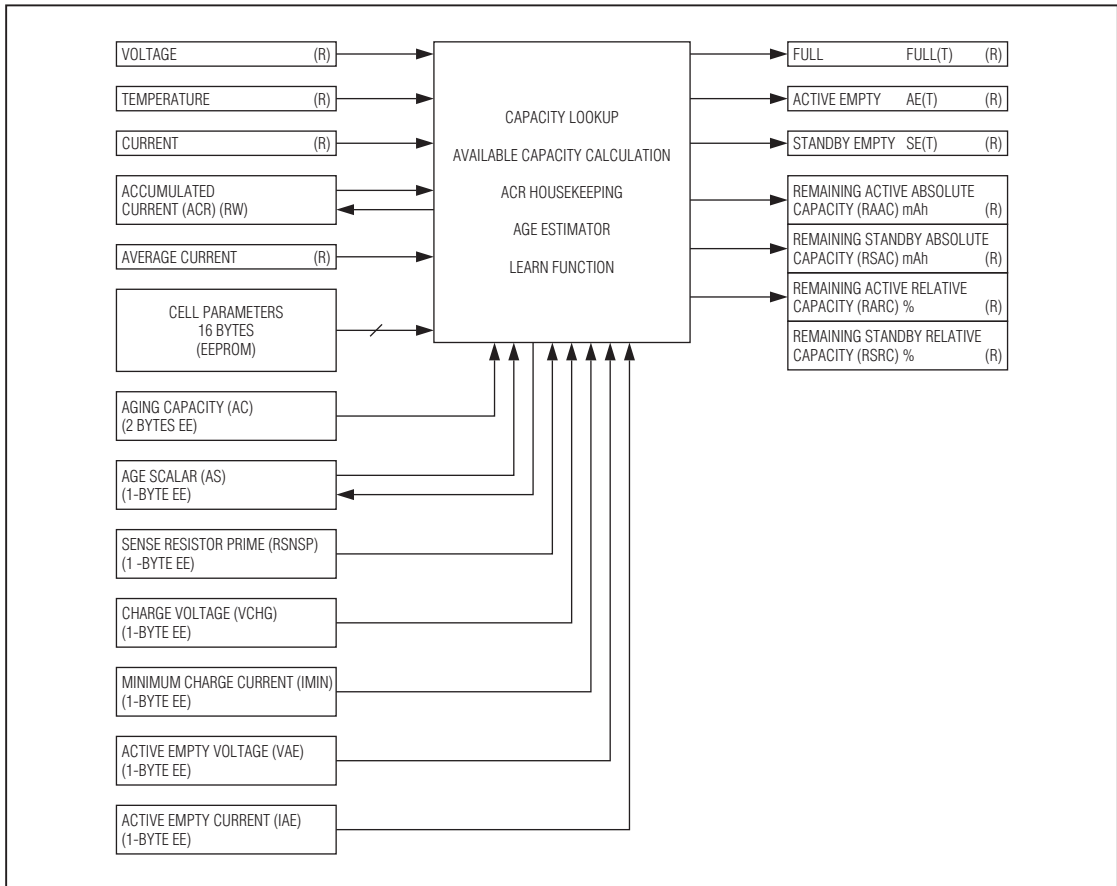 VOLTAGE (R)
TEMPERATURE (R)
CURRENT (R)
ACCUMULATED
CURRENT (ACR) (RW)
AVERAGE CURRENT (R)
CELL PARAMETERS
16 BYTES
(EEPROM)
AGING CAPACITY (AC)
(2 BYTES EE)
AGE SCALAR (AS)
(1-BYTE EE)
SENSE RESISTOR PRIME (RSNSP)
(1 -BYTE EE)
CHARGE VOLTAGE (VCHG)
(1-BYTE EE)
MINIMUM CHARGE CURRENT (IMIN)
(1-BYTE EE)
ACTIVE EMPTY VOLTAGE (VAE)
(1-BYTE EE)
ACTIVE EMPTY CURRENT (IAE)
(1-BYTE EE)
CAPACITY LOOKUP
AVAILABLE CAPACITY CALCULATION
ACR HOUSEKEEPING
AGE ESTIMATOR
LEARN FUNCTION
FULL FULL(T) (R)
ACTIVE EMPTY AE(T) (R)
STANDBY EMPTY SE(T) (R)
REMAINING ACTIVE ABSOLUTE
CAPACITY (RAAC) mAh (R)
REMAINING STANDBY ABSOLUTE
CAPACITY (RSAC) mAh (R)
REMAINING ACTIVE RELATIVE
CAPACITY (RARC) % (R)
REMAINING STANDBY RELATIVE
CAPACITY (RSRC) % (R)